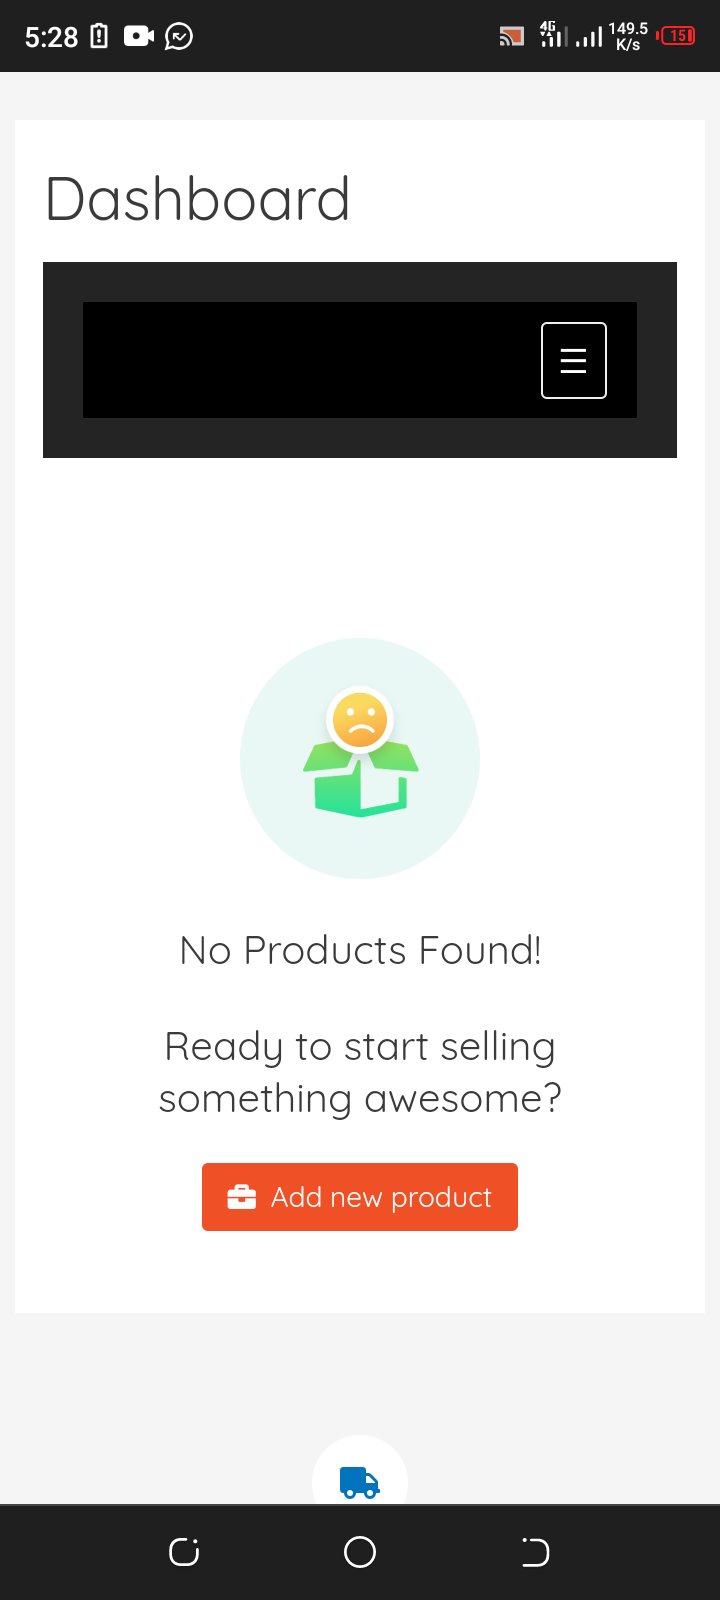 5:28
4G
149.5
K/s
15
Dashboard
No Products Found!
Ready to start selling
something awesome?
Add new product